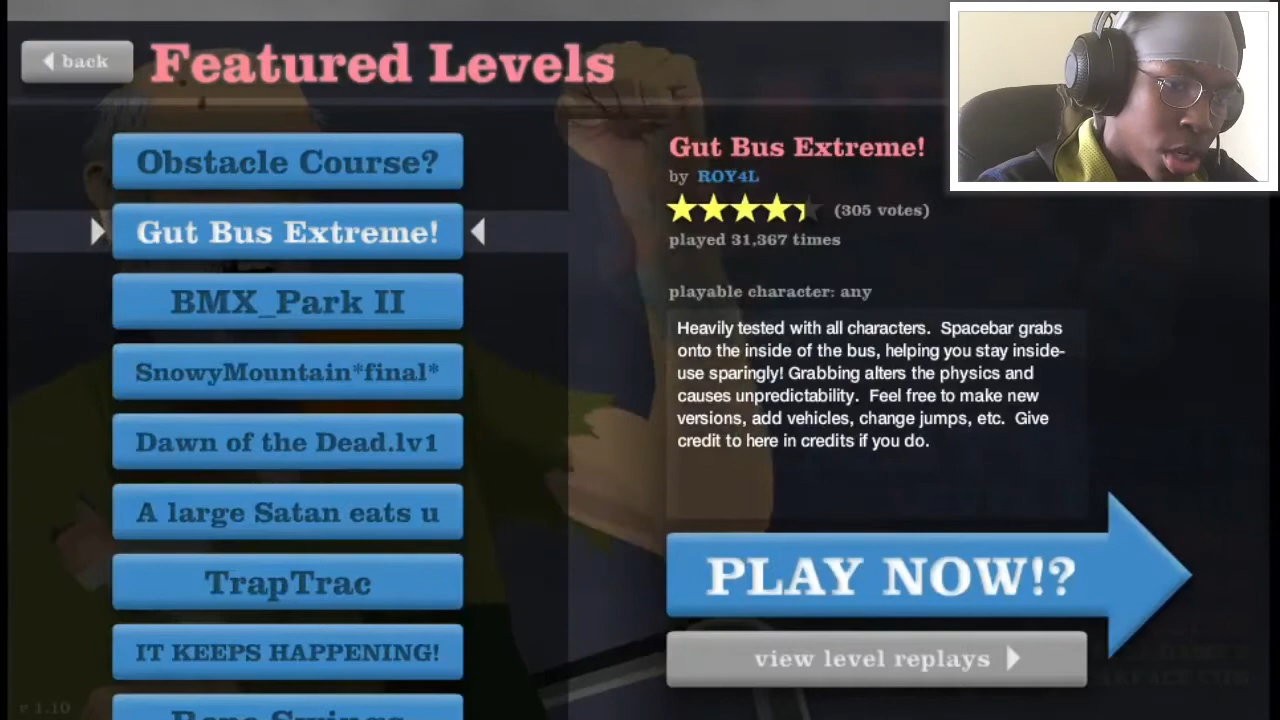 back
Featured Levels
Obstacle Course?
Gut Bus Extreme!
BMX_Park II
SnowyMountain*final*
Dawn of the Dead.lv1
A large Satan eats u
TrapTrac
IT KEEPS HAPPENING!
v 1.10
Gut Bus Extreme!
by ROY4L
(305 votes)
played 31,367 times
playable character: any
Heavily tested with all characters. Spacebar grabs
onto the inside of the bus, helping you stay inside-
use sparingly! Grabbing alters the physics and
causes unpredictability. Feel free to make new
versions, add vehicles, change jumps, etc. Give
credit to here in credits if you do.
PLAY NOW!?
view level replays